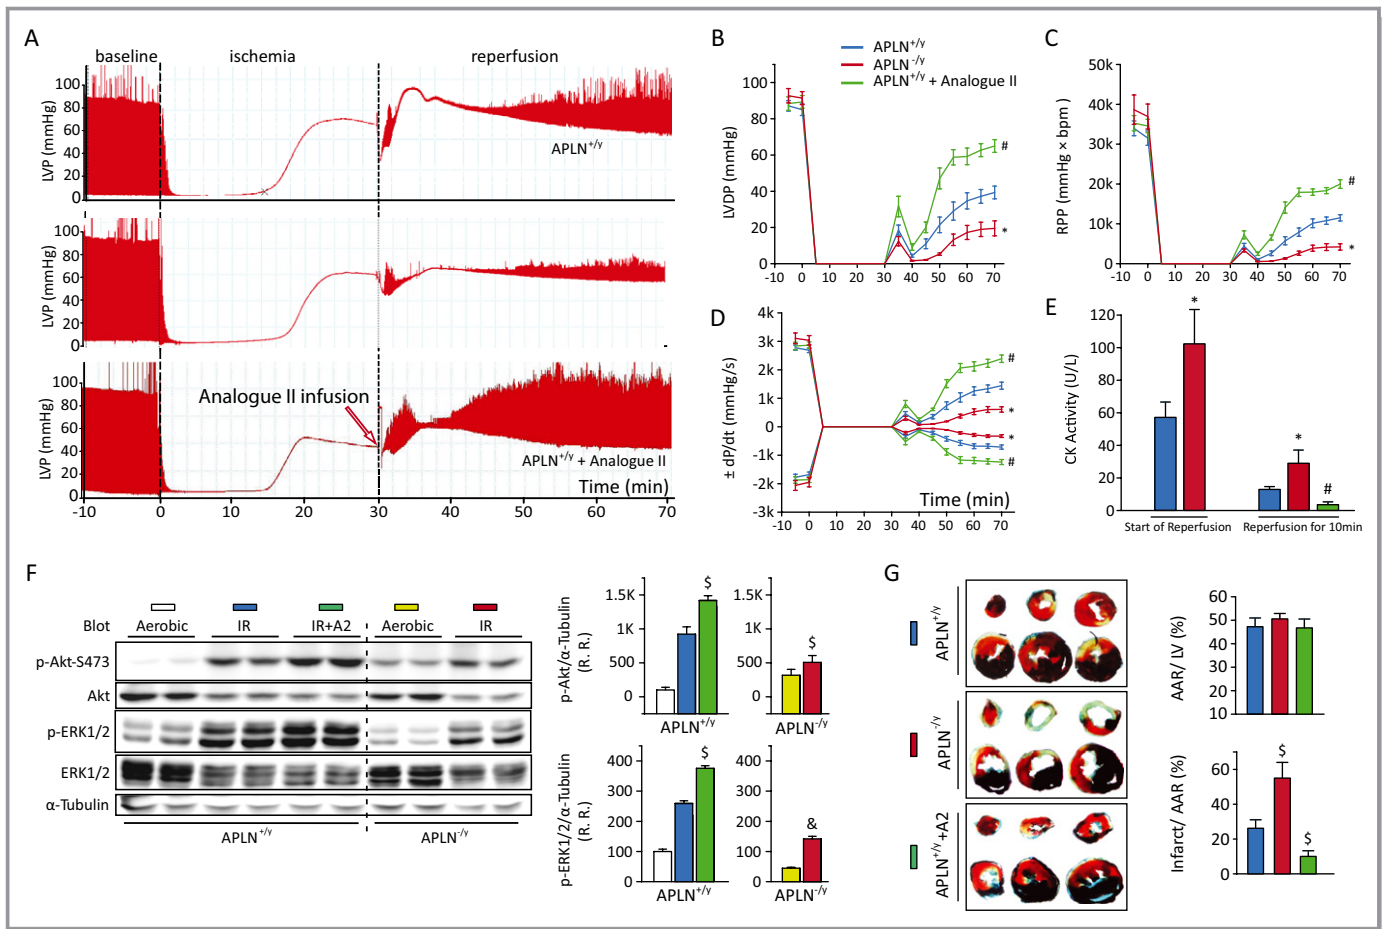 A
baseline ischemia reperfusion
LVP (mmHg)
100
80
60
40
20
0
APLN+/y
LVP (mmHg)
100
80
60
40
20
0
LVP (mmHg)
100
80
60
40
20
0
Analogue II infusion
APLN+/y + Analogue II
Time (min)
-10 0 10 20 30 40 50 60 70
B
APLN+/y
APLN-/y
APLN+/y + Analogue II
LVDP (mmHg)
100
80
60
40
20
0
#
*
-10 0 10 20 30 40 50 60 70
C
RPP (mmHg × bpm)
50k
40k
30k
20k
10k
0
#
*
-10 0 10 20 30 40 50 60 70
D
± dP/dt (mmHg/s)
4k
3k
2k
1k
0
-1k
-2k
-3k
#
*
*
#
Time (min)
-10 0 10 20 30 40 50 60 70
E
CK Activity (U/L)
120
100
80
60
40
20
0
*
*
#
Start of Reperfusion Reperfusion for 10min
F
Blot Aerobic IR IR+A2 Aerobic IR
p-Akt-S473
Akt
p-ERK1/2
ERK1/2
α-Tubulin
APLN+/y APLN-/y
p-Akt/α-Tubulin
(R. R.)
1.5K
1K
500
0
$
APLN+/y
1.5K
1K
500
0
$
APLN-/y
p-ERK1/2/α-Tubulin
(R. R.)
400
300
200
100
0
$
APLN+/y
400
300
200
100
0
&
APLN-/y
G
APLN+/y
APLN-/y
APLN+/y+A2
AAR/ LV (%)
60
50
40
30
20
10
Infarct/ AAR (%)
60
40
20
0
$
$